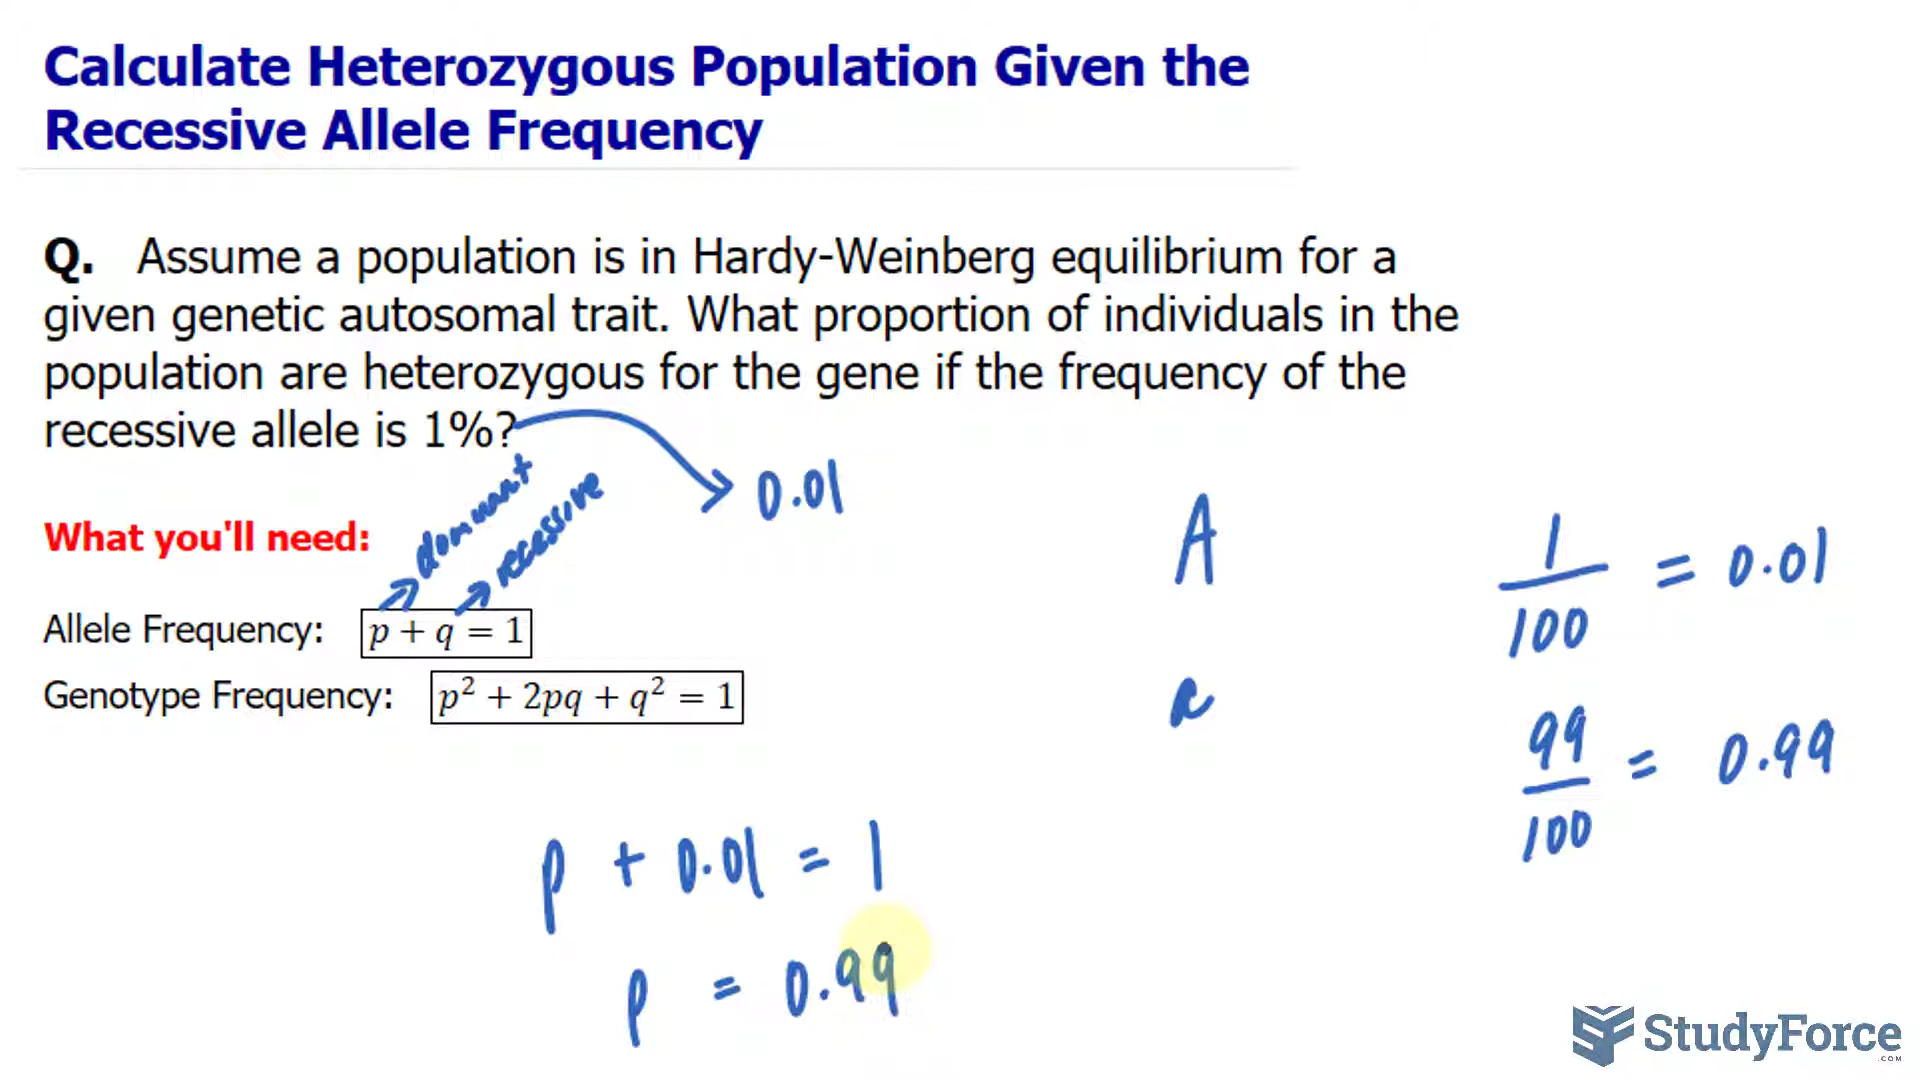 Calculate Heterozygous Population Given the
Recessive Allele Frequency
Q. Assume a population is in Hardy-Weinberg equilibrium for a
given genetic autosomal trait. What proportion of individuals in the
population are heterozygous for the gene if the frequency of the
recessive allele is 1%?
0.01
dominant
recessive
What you'll need:
Allele Frequency: p + q = 1
Genotype Frequency: p² + 2pq + q² = 1
A
a
1/100 = 0.01
99/100 = 0.99
p + 0.01 = 1
p = 0.99
StudyForce
.COM